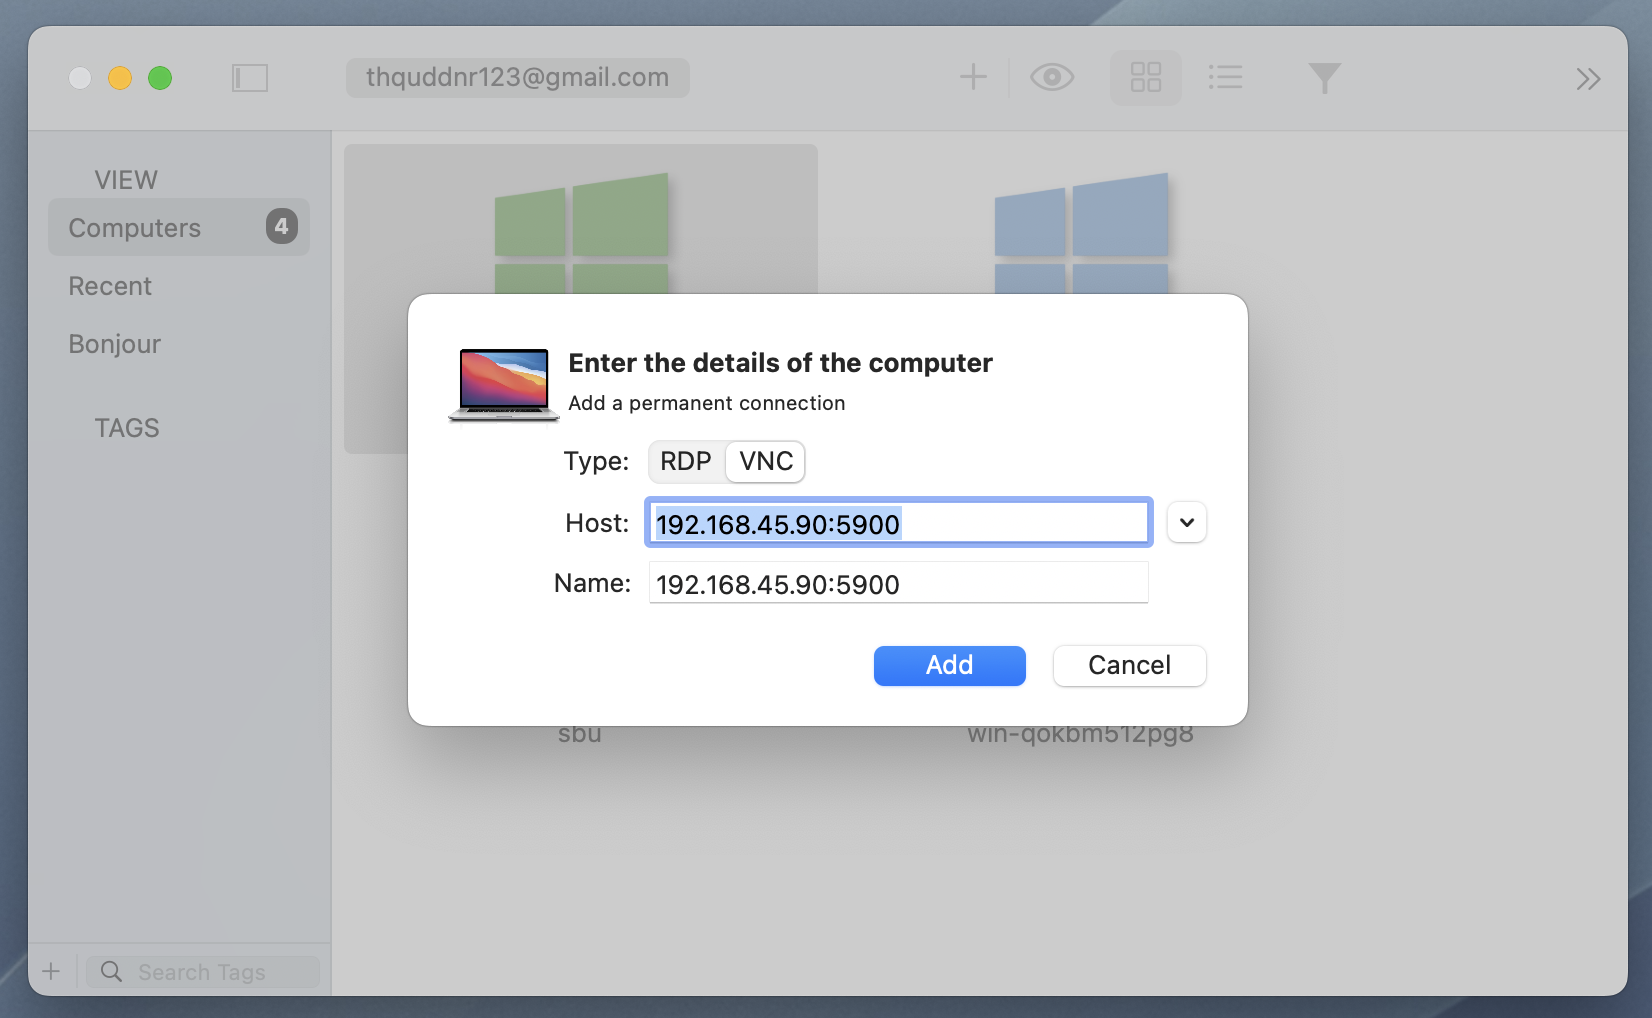 thquddnr123@gmail.com
VIEW
Computers 4
Recent
Bonjour
TAGS
Enter the details of the computer
Add a permanent connection
Type: RDP VNC
Host: 192.168.45.90:5900
Name: 192.168.45.90:5900
Add Cancel
sbu win-qokbm512pg8
Search Tags